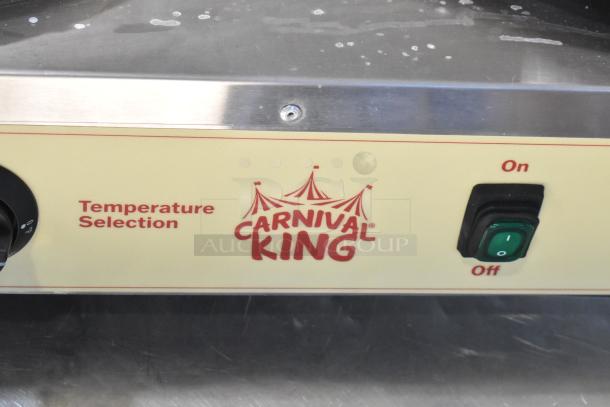 Temperature
Selection
CARNIVAL®
KING
On
I
O
Off